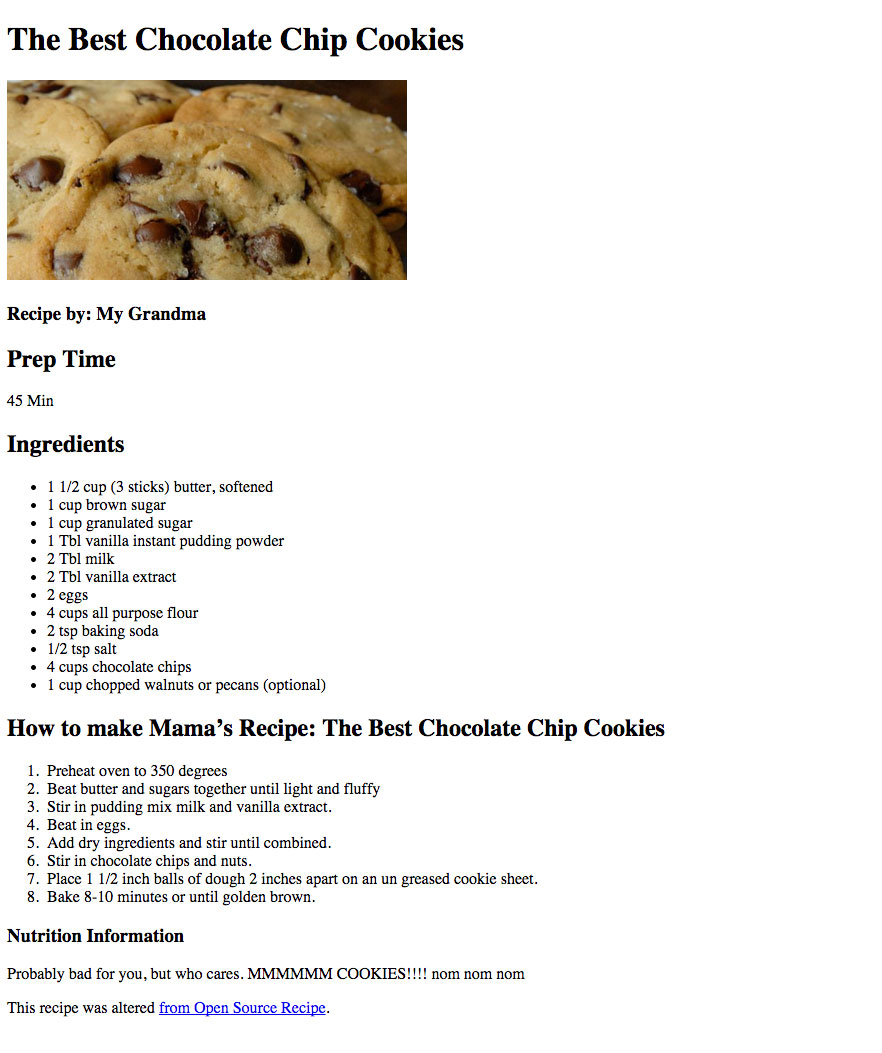 The Best Chocolate Chip Cookies
Recipe by: My Grandma
Prep Time
45 Min
Ingredients
• 1 1/2 cup (3 sticks) butter, softened
• 1 cup brown sugar
• 1 cup granulated sugar
• 1 Tbl vanilla instant pudding powder
• 2 Tbl milk
• 2 Tbl vanilla extract
• 2 eggs
• 4 cups all purpose flour
• 2 tsp baking soda
• 1/2 tsp salt
• 4 cups chocolate chips
• 1 cup chopped walnuts or pecans (optional)
How to make Mama’s Recipe: The Best Chocolate Chip Cookies
1. Preheat oven to 350 degrees
2. Beat butter and sugars together until light and fluffy
3. Stir in pudding mix milk and vanilla extract.
4. Beat in eggs.
5. Add dry ingredients and stir until combined.
6. Stir in chocolate chips and nuts.
7. Place 1 1/2 inch balls of dough 2 inches apart on an un greased cookie sheet.
8. Bake 8-10 minutes or until golden brown.
Nutrition Information
Probably bad for you, but who cares. MMMMMM COOKIES!!!! nom nom nom
This recipe was altered from Open Source Recipe.